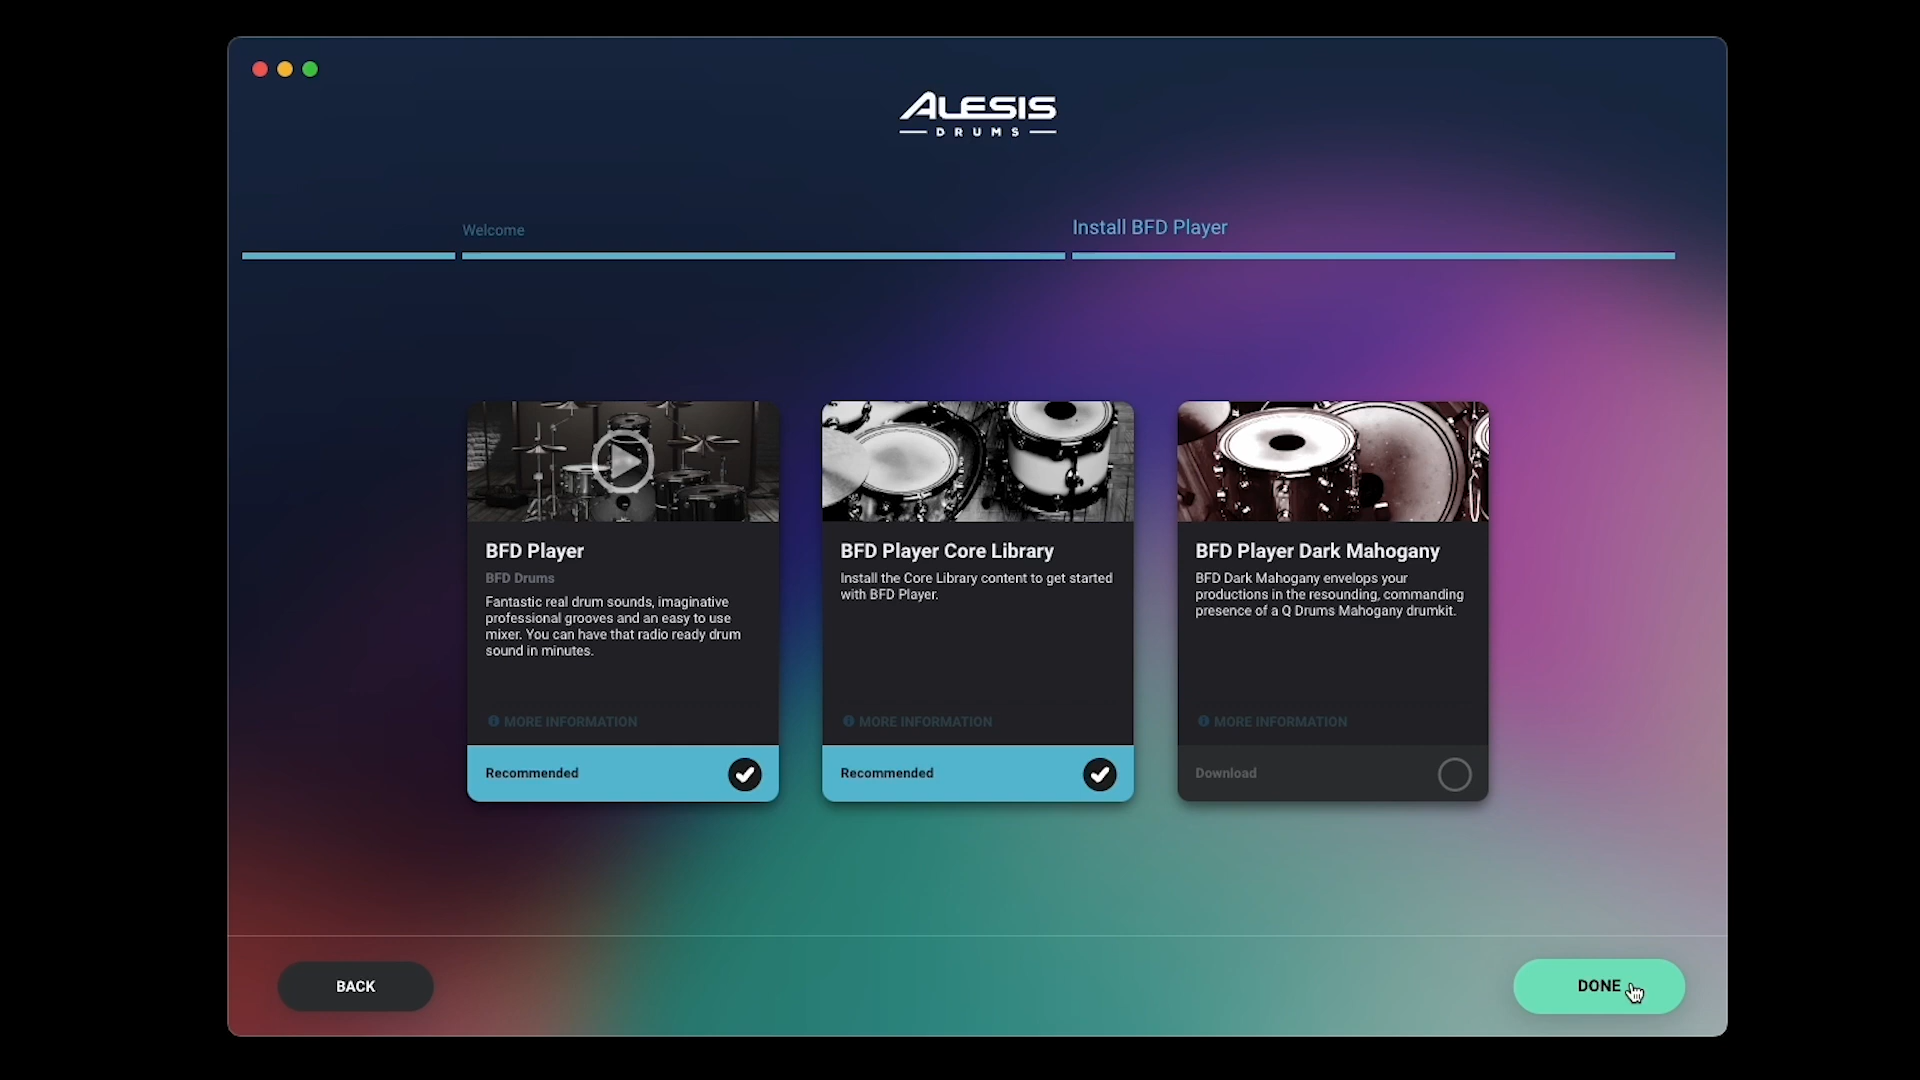 ALESIS
DRUMS
Welcome
Install BFD Player
BFD Player
BFD Drums
Fantastic real drum sounds, imaginative
professional grooves and an easy to use
mixer. You can have that radio ready drum
sound in minutes.
MORE INFORMATION
Recommended
BFD Player Core Library
Install the Core Library content to get started
with BFD Player.
MORE INFORMATION
Recommended
BFD Player Dark Mahogany
BFD Dark Mahogany envelops your
productions in the resounding, commanding
presence of a Q Drums Mahogany drumkit.
MORE INFORMATION
Download
BACK
DONE